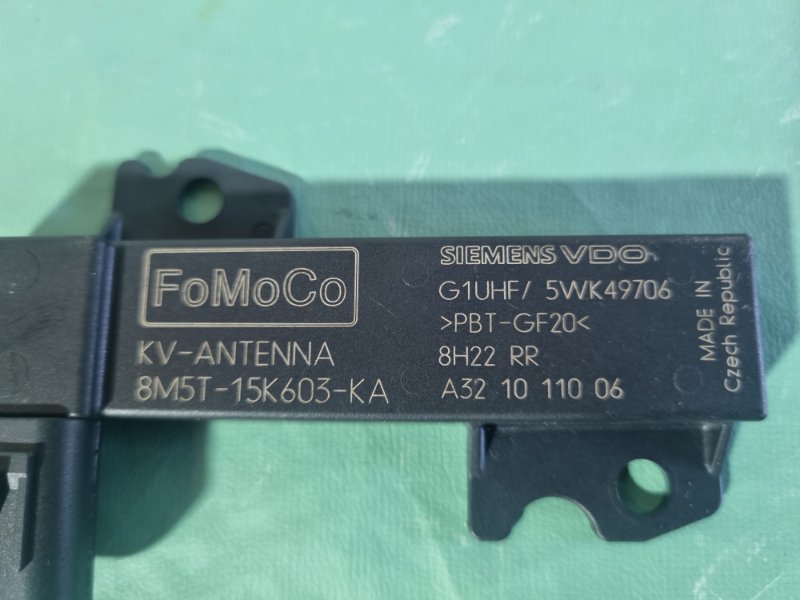 FoMoCo
KV-ANTENNA
8M5T-15K603-KA
SIEMENS VDO
G1UHF/ 5WK49706
>PBT-GF20<
8H22 RR
A32 10 110 06
MADE IN
Czech Republic